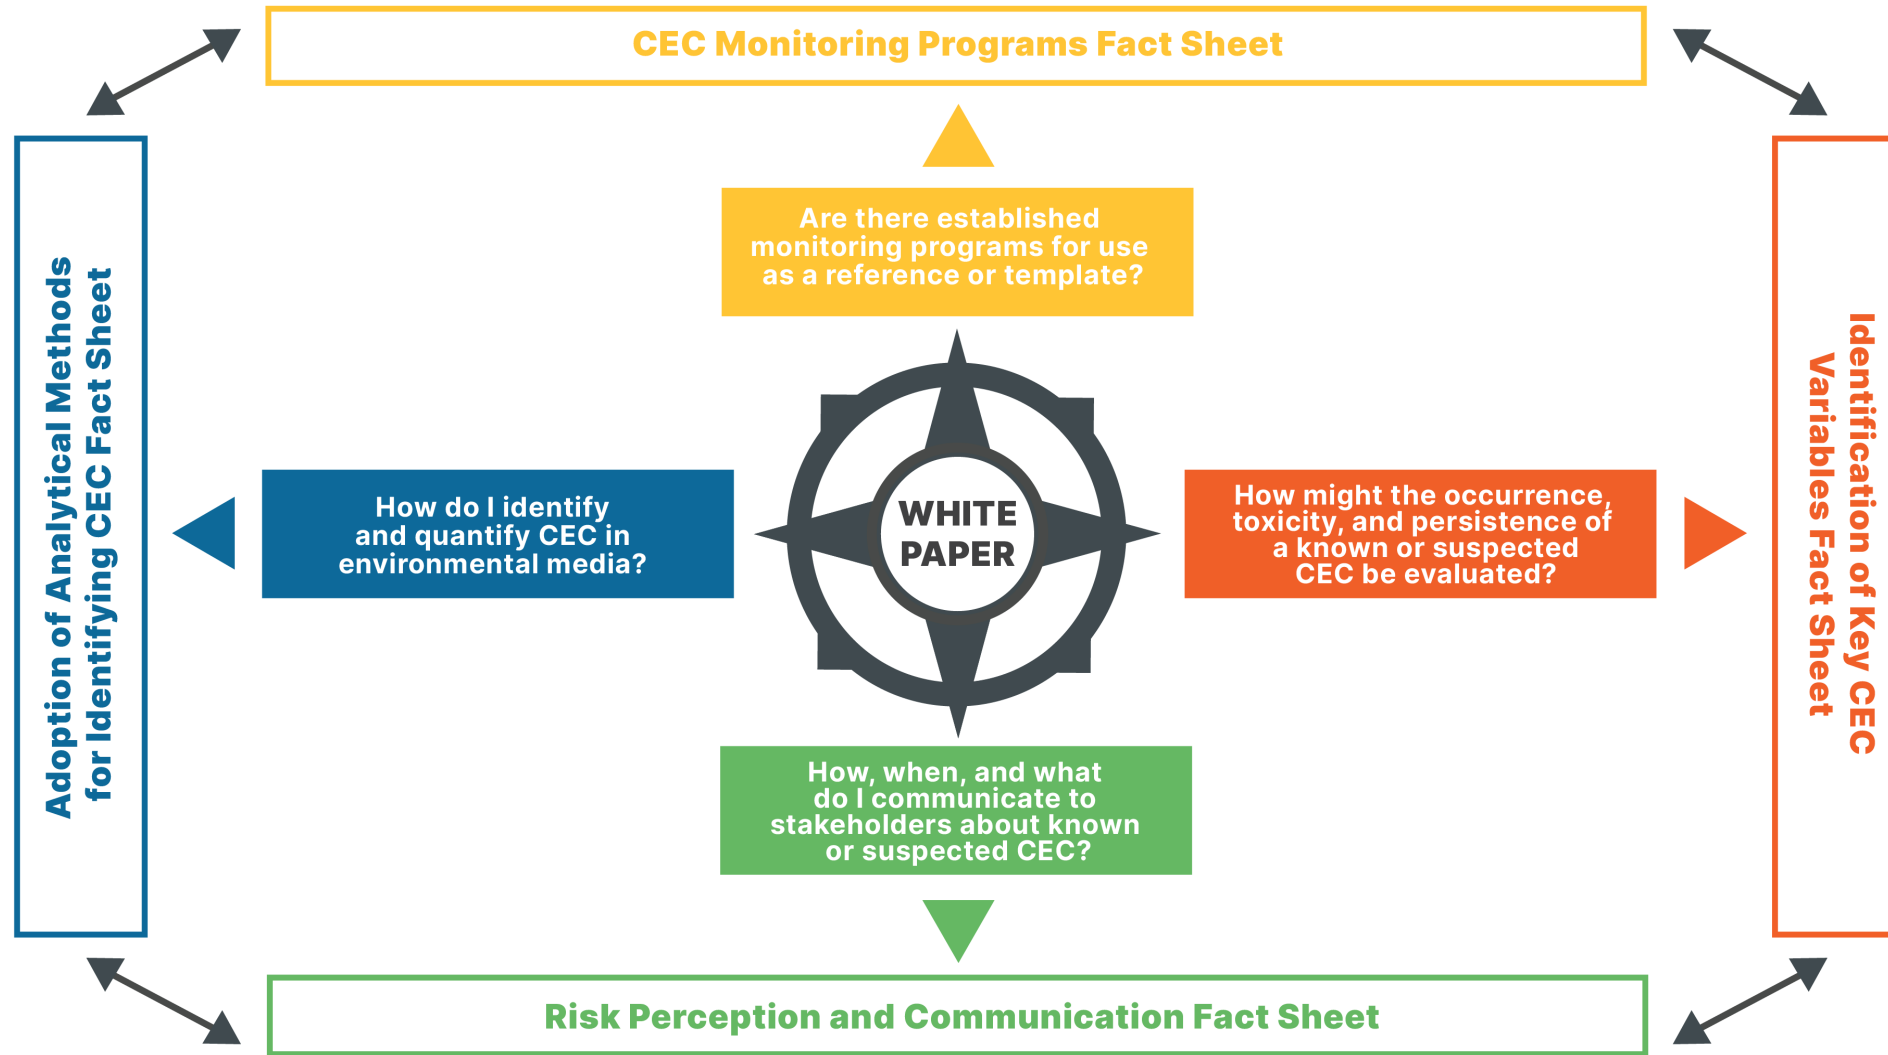 CEC Monitoring Programs Fact Sheet
Are there established
monitoring programs for use
as a reference or template?
Adoption of Analytical Methods
for Identifying CEC Fact Sheet
How do I identify
and quantify CEC in
environmental media?
WHITE
PAPER
How might the occurrence,
toxicity, and persistence of
a known or suspected
CEC be evaluated?
Identification of Key CEC
Variables Fact Sheet
How, when, and what
do I communicate to
stakeholders about known
or suspected CEC?
Risk Perception and Communication Fact Sheet